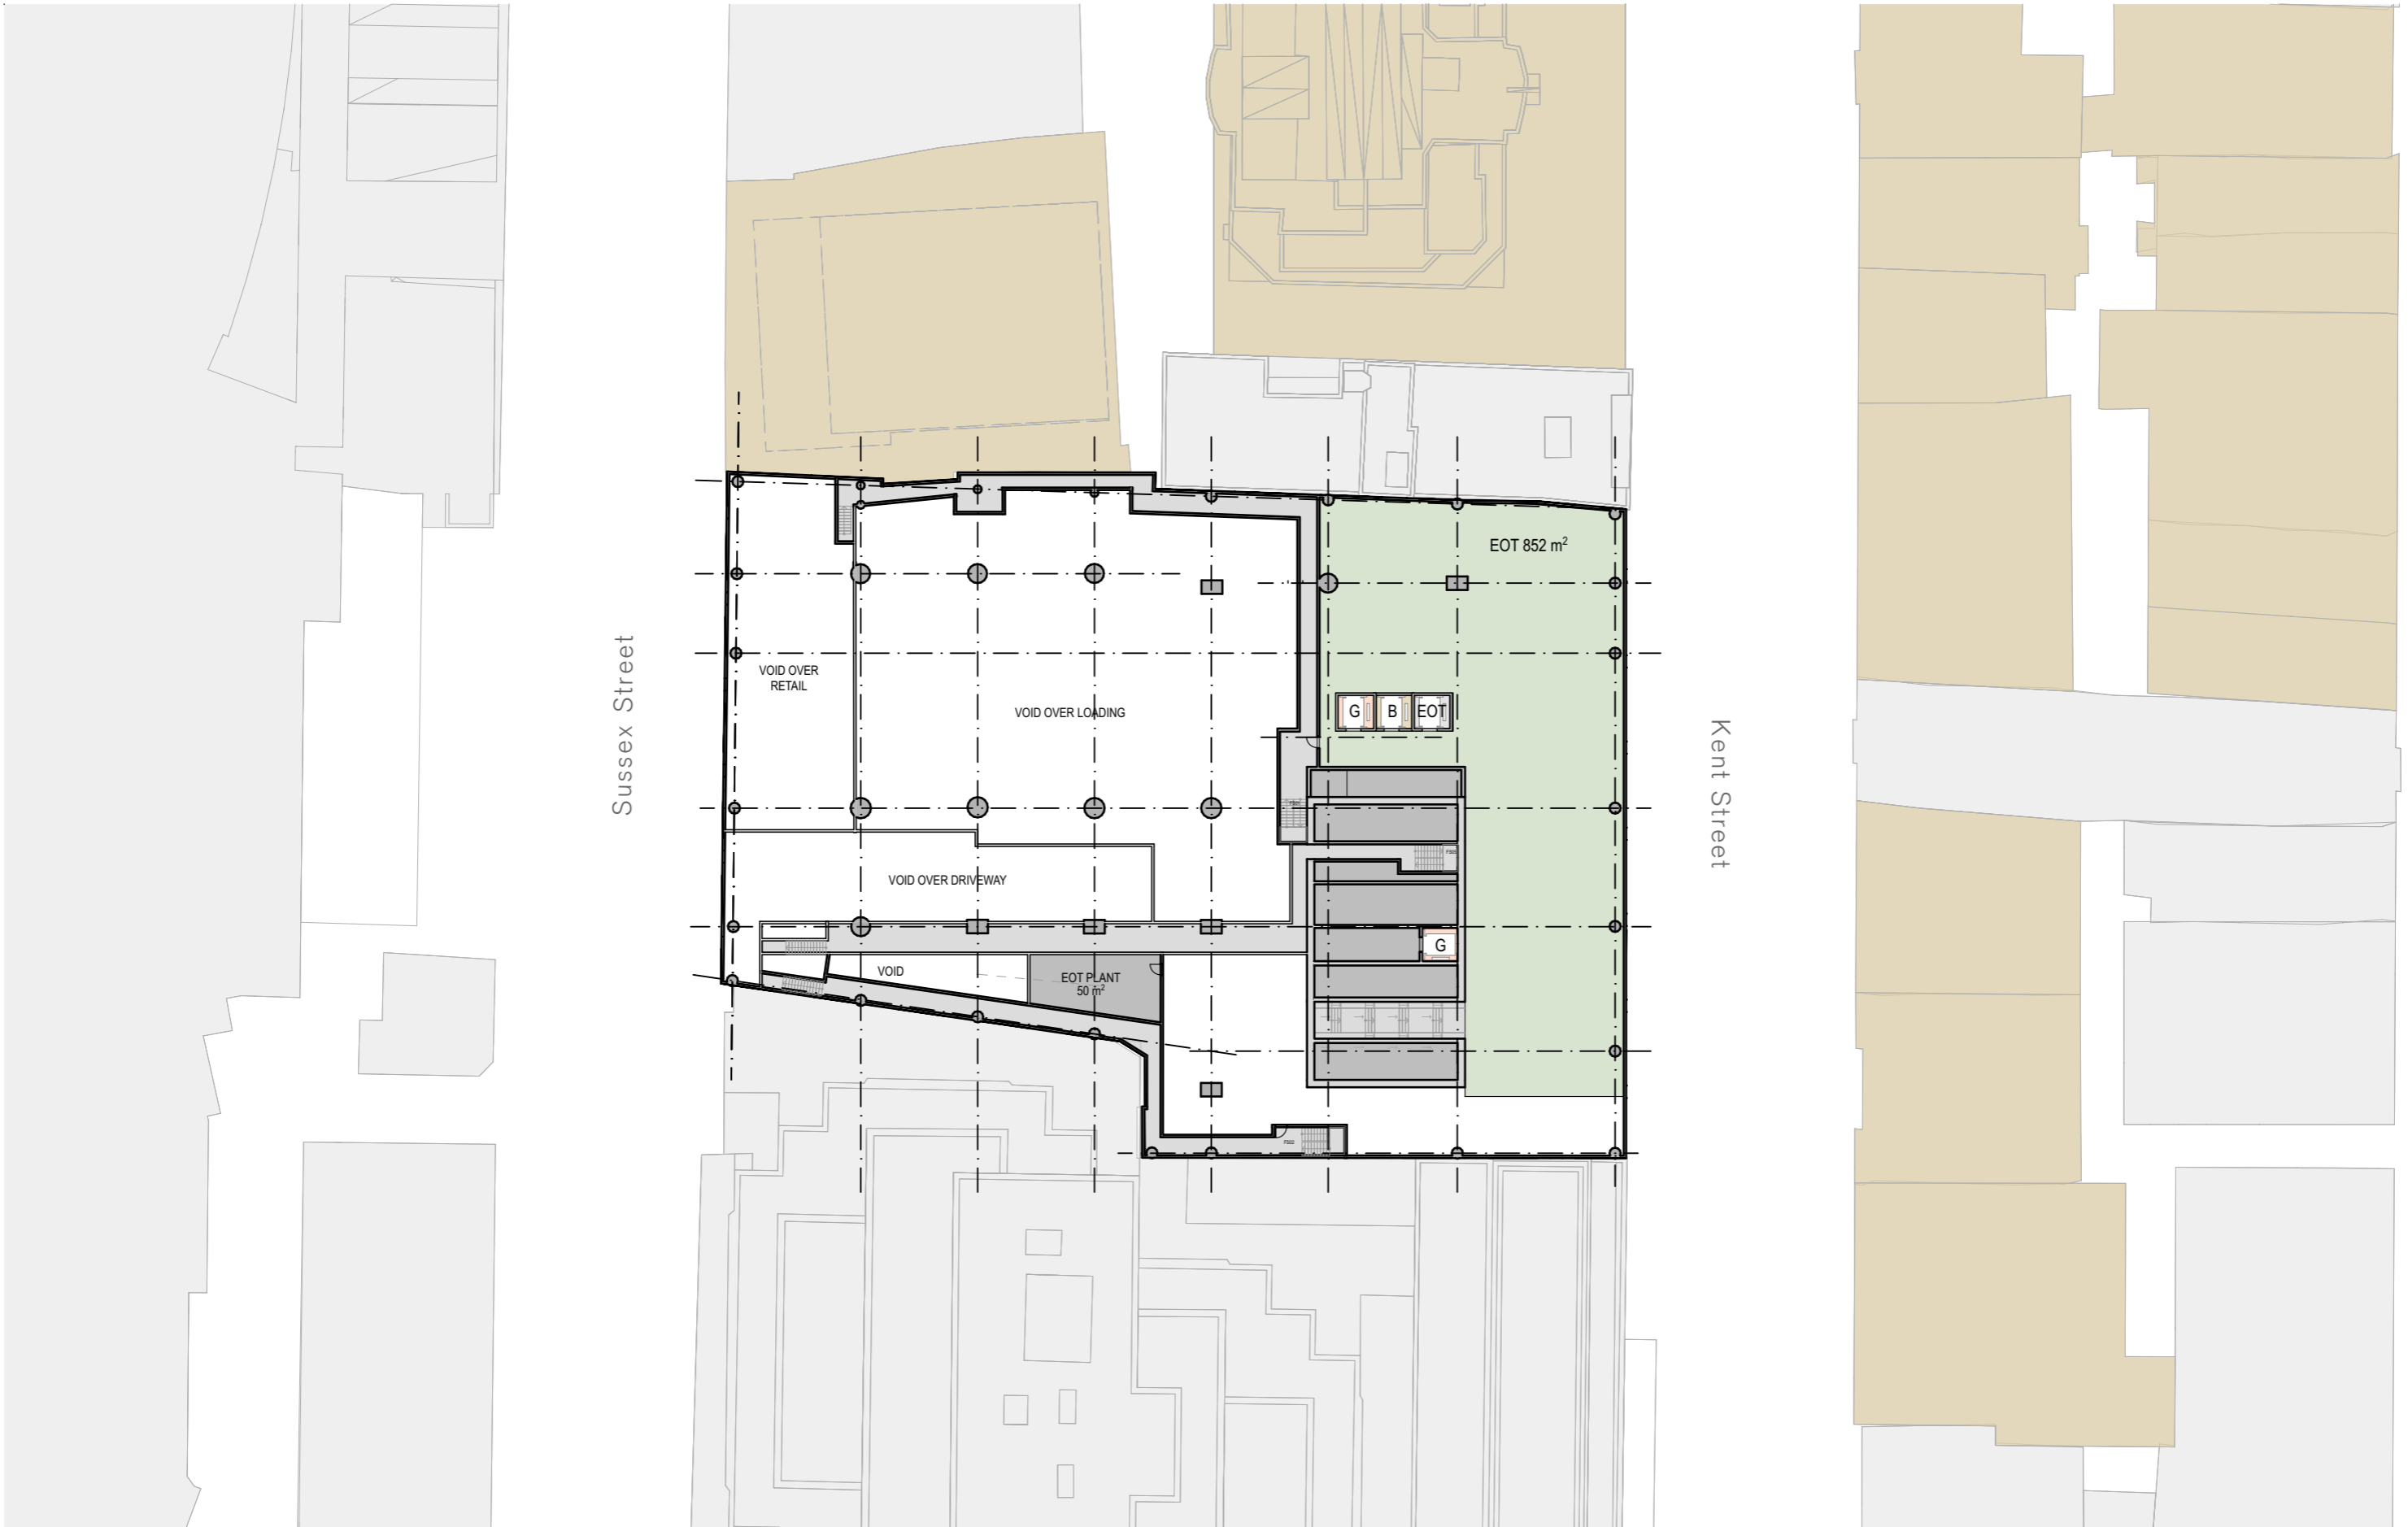 EOT 852 m²
Sussex Street
VOID OVER
RETAIL
VOID OVER LOADING
G
B
EOT
Kent Street
VOID OVER DRIVEWAY
G
VOID
EOT PLANT
50 m²
FS02